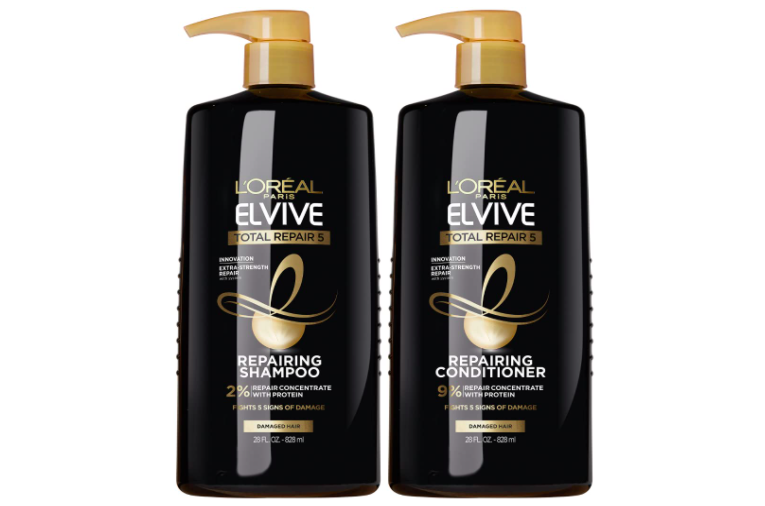 L'ORÉAL
PARIS
ELVIVE
TOTAL REPAIR 5
INNOVATION
EXTRA-STRENGTH
REPAIR
REPAIRING
SHAMPOO
2% REPAIR CONCENTRATE
WITH PROTEIN
FIGHTS 5 SIGNS OF DAMAGE
DAMAGED HAIR
28 FL. OZ. - 828 ml
L'ORÉAL
PARIS
ELVIVE
TOTAL REPAIR 5
INNOVATION
EXTRA-STRENGTH
REPAIR
REPAIRING
CONDITIONER
9% REPAIR CONCENTRATE
WITH PROTEIN
FIGHTS 5 SIGNS OF DAMAGE
DAMAGED HAIR
28 FL. OZ. - 828 ml